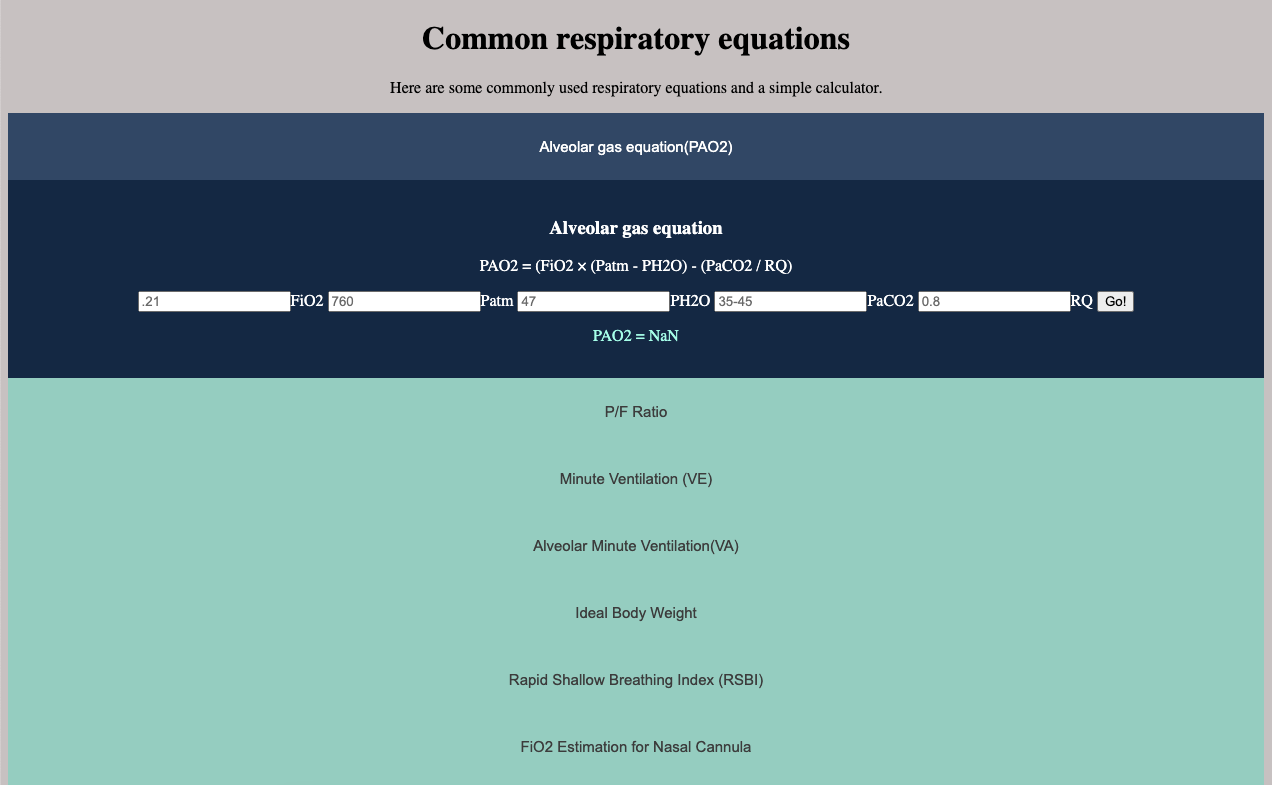 Common respiratory equations
Here are some commonly used respiratory equations and a simple calculator.
Alveolar gas equation(PAO2)
Alveolar gas equation
PAO2 = (FiO2 × (Patm - PH2O) - (PaCO2 / RQ)
.21 FiO2 760 Patm 47 PH2O 35-45 PaCO2 0.8 RQ Go!
PAO2 = NaN
P/F Ratio
Minute Ventilation (VE)
Alveolar Minute Ventilation(VA)
Ideal Body Weight
Rapid Shallow Breathing Index (RSBI)
FiO2 Estimation for Nasal Cannula